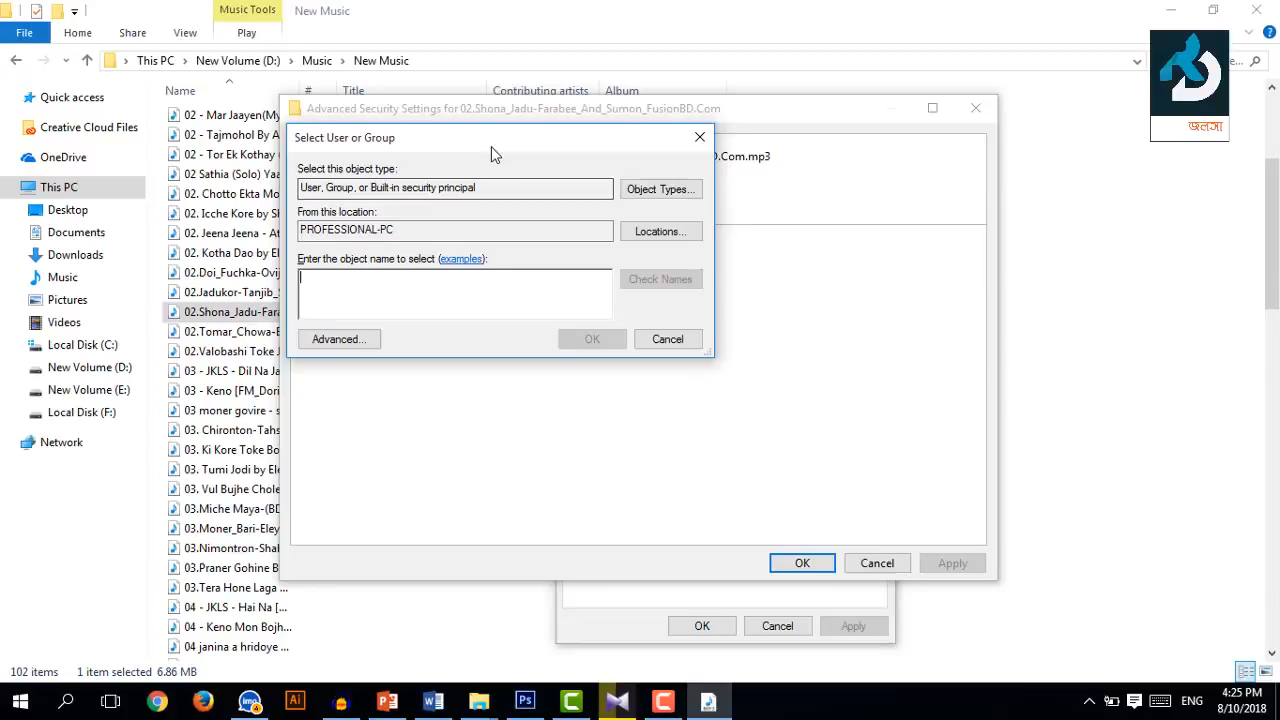 Music Tools
New Music
File
Home
Share
View
Play
This PC
New Volume (D:)
Music
New Music
Name
#
Title
Contributing artists
Album
Quick access
Creative Cloud Files
OneDrive
This PC
Desktop
Documents
Downloads
Music
Pictures
Videos
Local Disk (C:)
New Volume (D:)
New Volume (E:)
Local Disk (F:)
Network
02 - Mar Jaayen(My
02 - Tajmohol By A
02 - Tor Ek Kothay
02 Sathia (Solo) Yaa
02. Chotto Ekta Mo
02. Icche Kore by S
02. Jeena Jeena - At
02. Kotha Dao by E
02.Doi_Fuchka-Ovij
02.Jadukor-Tanjib_S
02.Shona_Jadu-Fara
02.Tomar_Chowa-E
02.Valobashi Toke
03 - JKLS - Dil Na Ja
03 - Keno [FM_Dori
03 moner govire - s
03. Chironton-Tahs
03. Ki Kore Toke Bo
03. Tumi Jodi by Ele
03. Vul Bujhe Chole
03.Miche Maya-(BD
03.Moner_Bari-Eley
03.Nimontron-Shal
03.Praner Gohine B
03.Tera Hone Laga
04 - JKLS - Hai Na [...
04 - Keno Mon Bojh...
04 janina a hridoye ...
Advanced Security Settings for 02.Shona_Jadu-Farabee_And_Sumon_FusionBD.Com
D.Com.mp3
Select User or Group
Select this object type:
User, Group, or Built-in security principal
Object Types...
From this location:
PROFESSIONAL-PC
Locations...
Enter the object name to select (examples):
Check Names
Advanced...
OK
Cancel
OK
Cancel
Apply
OK
Cancel
Apply
জলসা
102 items
1 item selected 6.86 MB
ENG
4:25 PM
8/10/2018